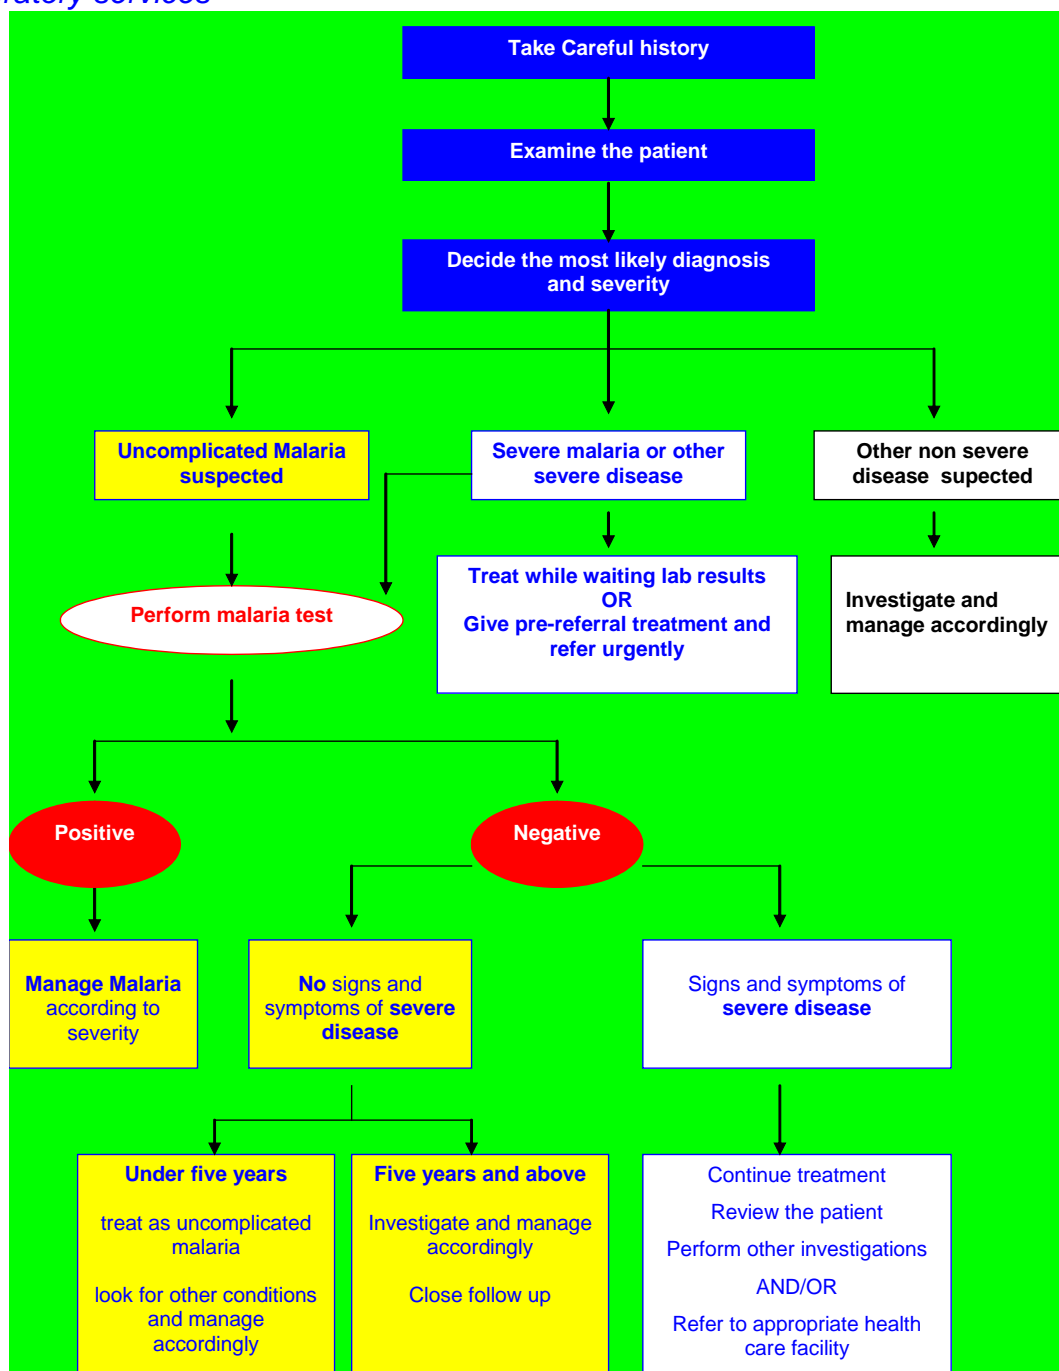 Take Careful history
Examine the patient
Decide the most likely diagnosis
and severity
Uncomplicated Malaria
suspected
Severe malaria or other
severe disease
Other non severe
disease supected
Perform malaria test
Treat while waiting lab results
OR
Give pre-referral treatment and
refer urgently
Investigate and
manage accordingly
Positive
Negative
Manage Malaria
according to
severity
No signs and
symptoms of severe
disease
Signs and symptoms of
severe disease
Under five years
treat as uncomplicated
malaria
look for other conditions
and manage
accordingly
Five years and above
Investigate and manage
accordingly
Close follow up
Continue treatment
Review the patient
Perform other investigations
AND/OR
Refer to appropriate health
care facility